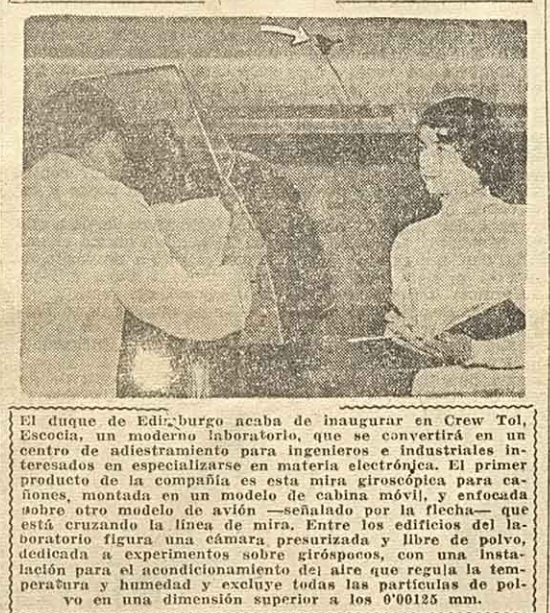 El duque de Edimburgo acaba de inaugurar en Crew Tol,
Escocia, un moderno laboratorio, que se convertirá en un
centro de adiestramiento para ingenieros e industriales in-
teresados en especializarse en materia electrónica. El primer
producto de la compañía es esta mira giroscópica para ca-
ñones, montada en un modelo de cabina móvil, y enfocada
sobre otro modelo de avión —señalado por la flecha— que
está cruzando la línea de mira. Entre los edificios del la-
boratorio figura una cámara presurizada y libre de polvo,
dedicada a experimentos sobre giróspocos, con una insta-
lación para el acondicionamiento del aire que regula la tem-
peratura y humedad y excluye todas las partículas de pol-
vo en una dimensión superior a los 0'00125 mm.